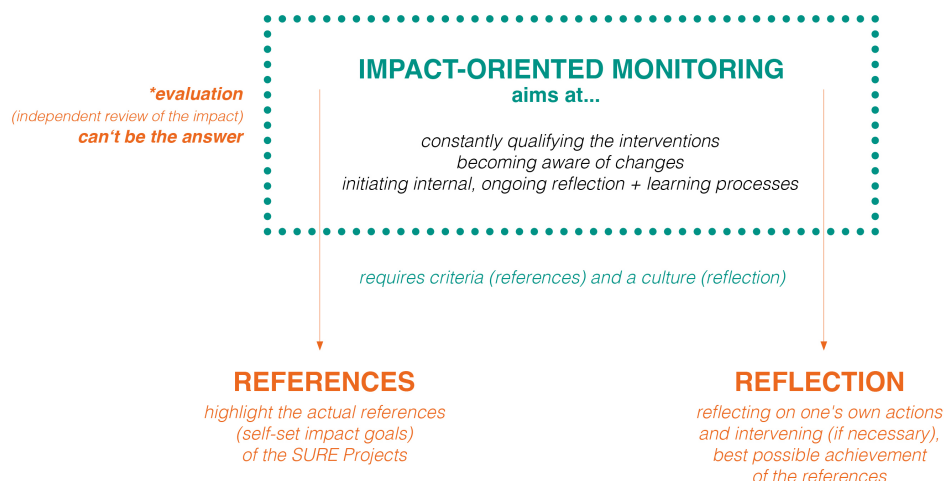 IMPACT-ORIENTED MONITORING
aims at...
*evaluation
(independent review of the impact)
can't be the answer
constantly qualifying the interventions
becoming aware of changes
initiating internal, ongoing reflection + learning processes
requires criteria (references) and a culture (reflection)
REFERENCES
highlight the actual references
(self-set impact goals)
of the SURE Projects
REFLECTION
reflecting on one's own actions
and intervening (if necessary),
best possible achievement
of the references